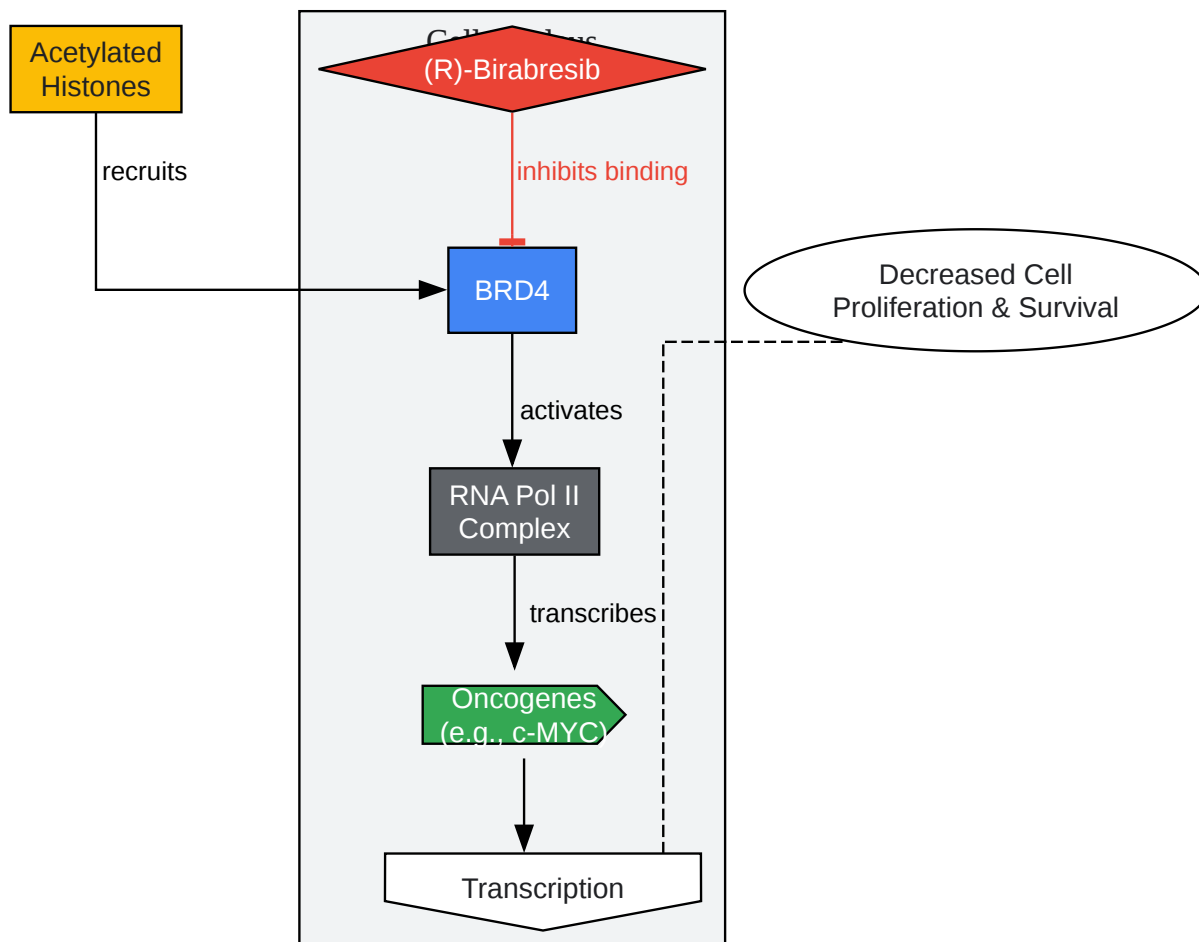 (R)-Birabresib
Acetylated
Histones
recruits
inhibits binding
BRD4
Decreased Cell
Proliferation & Survival
activates
RNA Pol II
Complex
transcribes
Oncogenes
(e.g., c-MYC)
Transcription